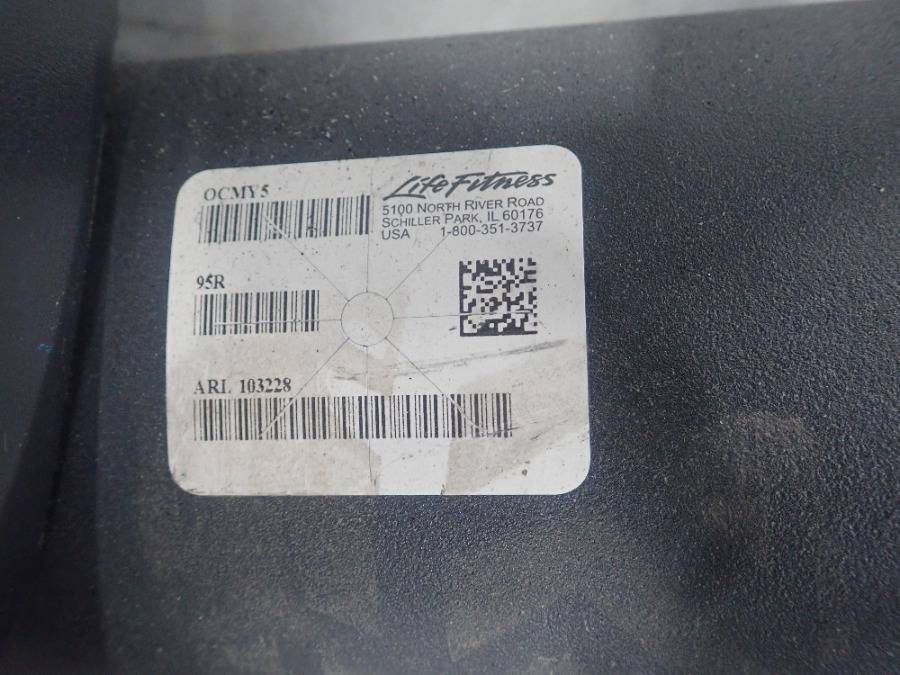 OCMY5
LifeFitness
5100 NORTH RIVER ROAD
SCHILLER PARK, IL 60176
USA 1-800-351-3737
95R
ARL 103228